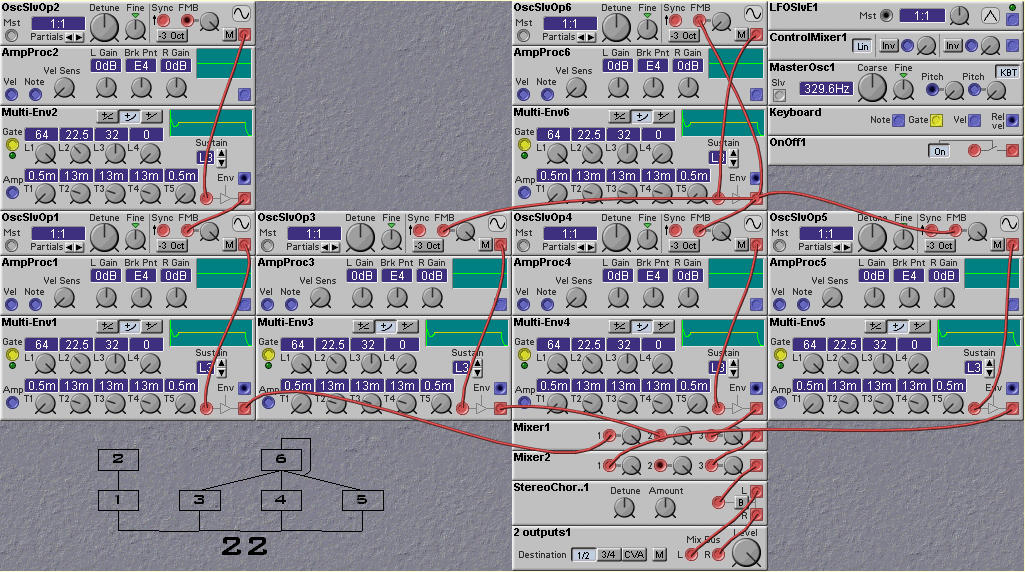 OscSlvOp2
Mst 1:1 Partials
Detune Fine Sync FMB
-3 Oct M
AmpProc2
Vel Note Vel Sens
L Gain Brk Pnt R Gain
0dB E4 0dB
Multi-Env2
Gate 64 22.5 32 0
L1 L2 L3 L4 Sustain L3
Amp 0.5m 13m 13m 13m 0.5m Env
T1 T2 T3 T4 T5
OscSlvOp6
Mst 1:1 Partials
Detune Fine Sync FMB
-3 Oct M
AmpProc6
Vel Note Vel Sens
L Gain Brk Pnt R Gain
0dB E4 0dB
Multi-Env6
Gate 64 22.5 32 0
L1 L2 L3 L4 Sustain L3
Amp 0.5m 13m 13m 13m 0.5m Env
T1 T2 T3 T4 T5
LFOSlvE1
Mst 1:1
ControlMixer1
Lin Inv Inv
MasterOsc1
Slv 329.6Hz Coarse Fine Pitch Pitch KBT
Keyboard
Note Gate Vel Rel vel
OnOff1
On
OscSlvOp1
Mst 1:1 Partials
Detune Fine Sync FMB
-3 Oct M
AmpProc1
Vel Note Vel Sens
L Gain Brk Pnt R Gain
0dB E4 0dB
Multi-Env1
Gate 64 22.5 32 0
L1 L2 L3 L4 Sustain L3
Amp 0.5m 13m 13m 13m 0.5m Env
T1 T2 T3 T4 T5
OscSlvOp3
Mst 1:1 Partials
Detune Fine Sync FMB
-3 Oct M
AmpProc3
Vel Note Vel Sens
L Gain Brk Pnt R Gain
0dB E4 0dB
Multi-Env3
Gate 64 22.5 32 0
L1 L2 L3 L4 Sustain L3
Amp 0.5m 13m 13m 13m 0.5m Env
T1 T2 T3 T4 T5
OscSlvOp4
Mst 1:1 Partials
Detune Fine Sync FMB
-3 Oct M
AmpProc4
Vel Note Vel Sens
L Gain Brk Pnt R Gain
0dB E4 0dB
Multi-Env4
Gate 64 22.5 32 0
L1 L2 L3 L4 Sustain L3
Amp 0.5m 13m 13m 13m 0.5m Env
T1 T2 T3 T4 T5
OscSlvOp5
Mst 1:1 Partials
Detune Fine Sync FMB
-3 Oct M
AmpProc5
Vel Note Vel Sens
L Gain Brk Pnt R Gain
0dB E4 0dB
Multi-Env5
Gate 64 22.5 32 0
L1 L2 L3 L4 Sustain L3
Amp 0.5m 13m 13m 13m 0.5m Env
T1 T2 T3 T4 T5
Mixer1
1 2 3
Mixer2
1 2 3
StereoChor..1
Detune Amount L B R
2 outputs1
Destination 1/2 3/4 CVA M Mix Bus L R Level
2 6
1 3 4 5
22